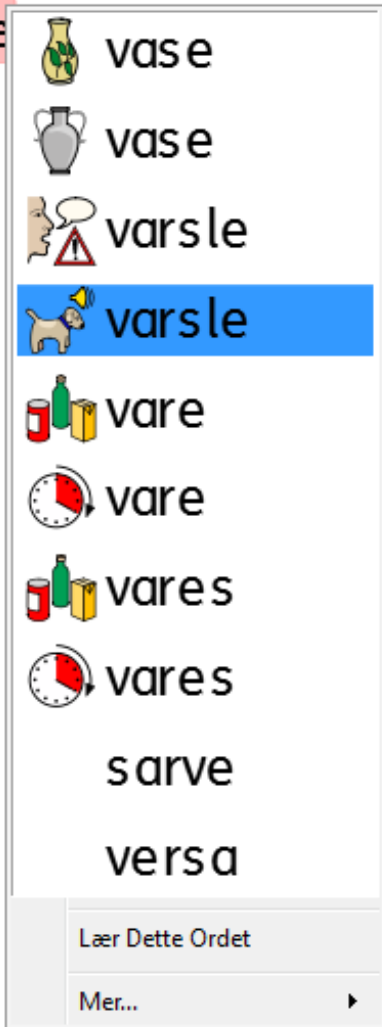 vase
vase
varsle
varsle
vare
vare
vares
vares
sarve
versa
Lær Dette Ordet
Mer...